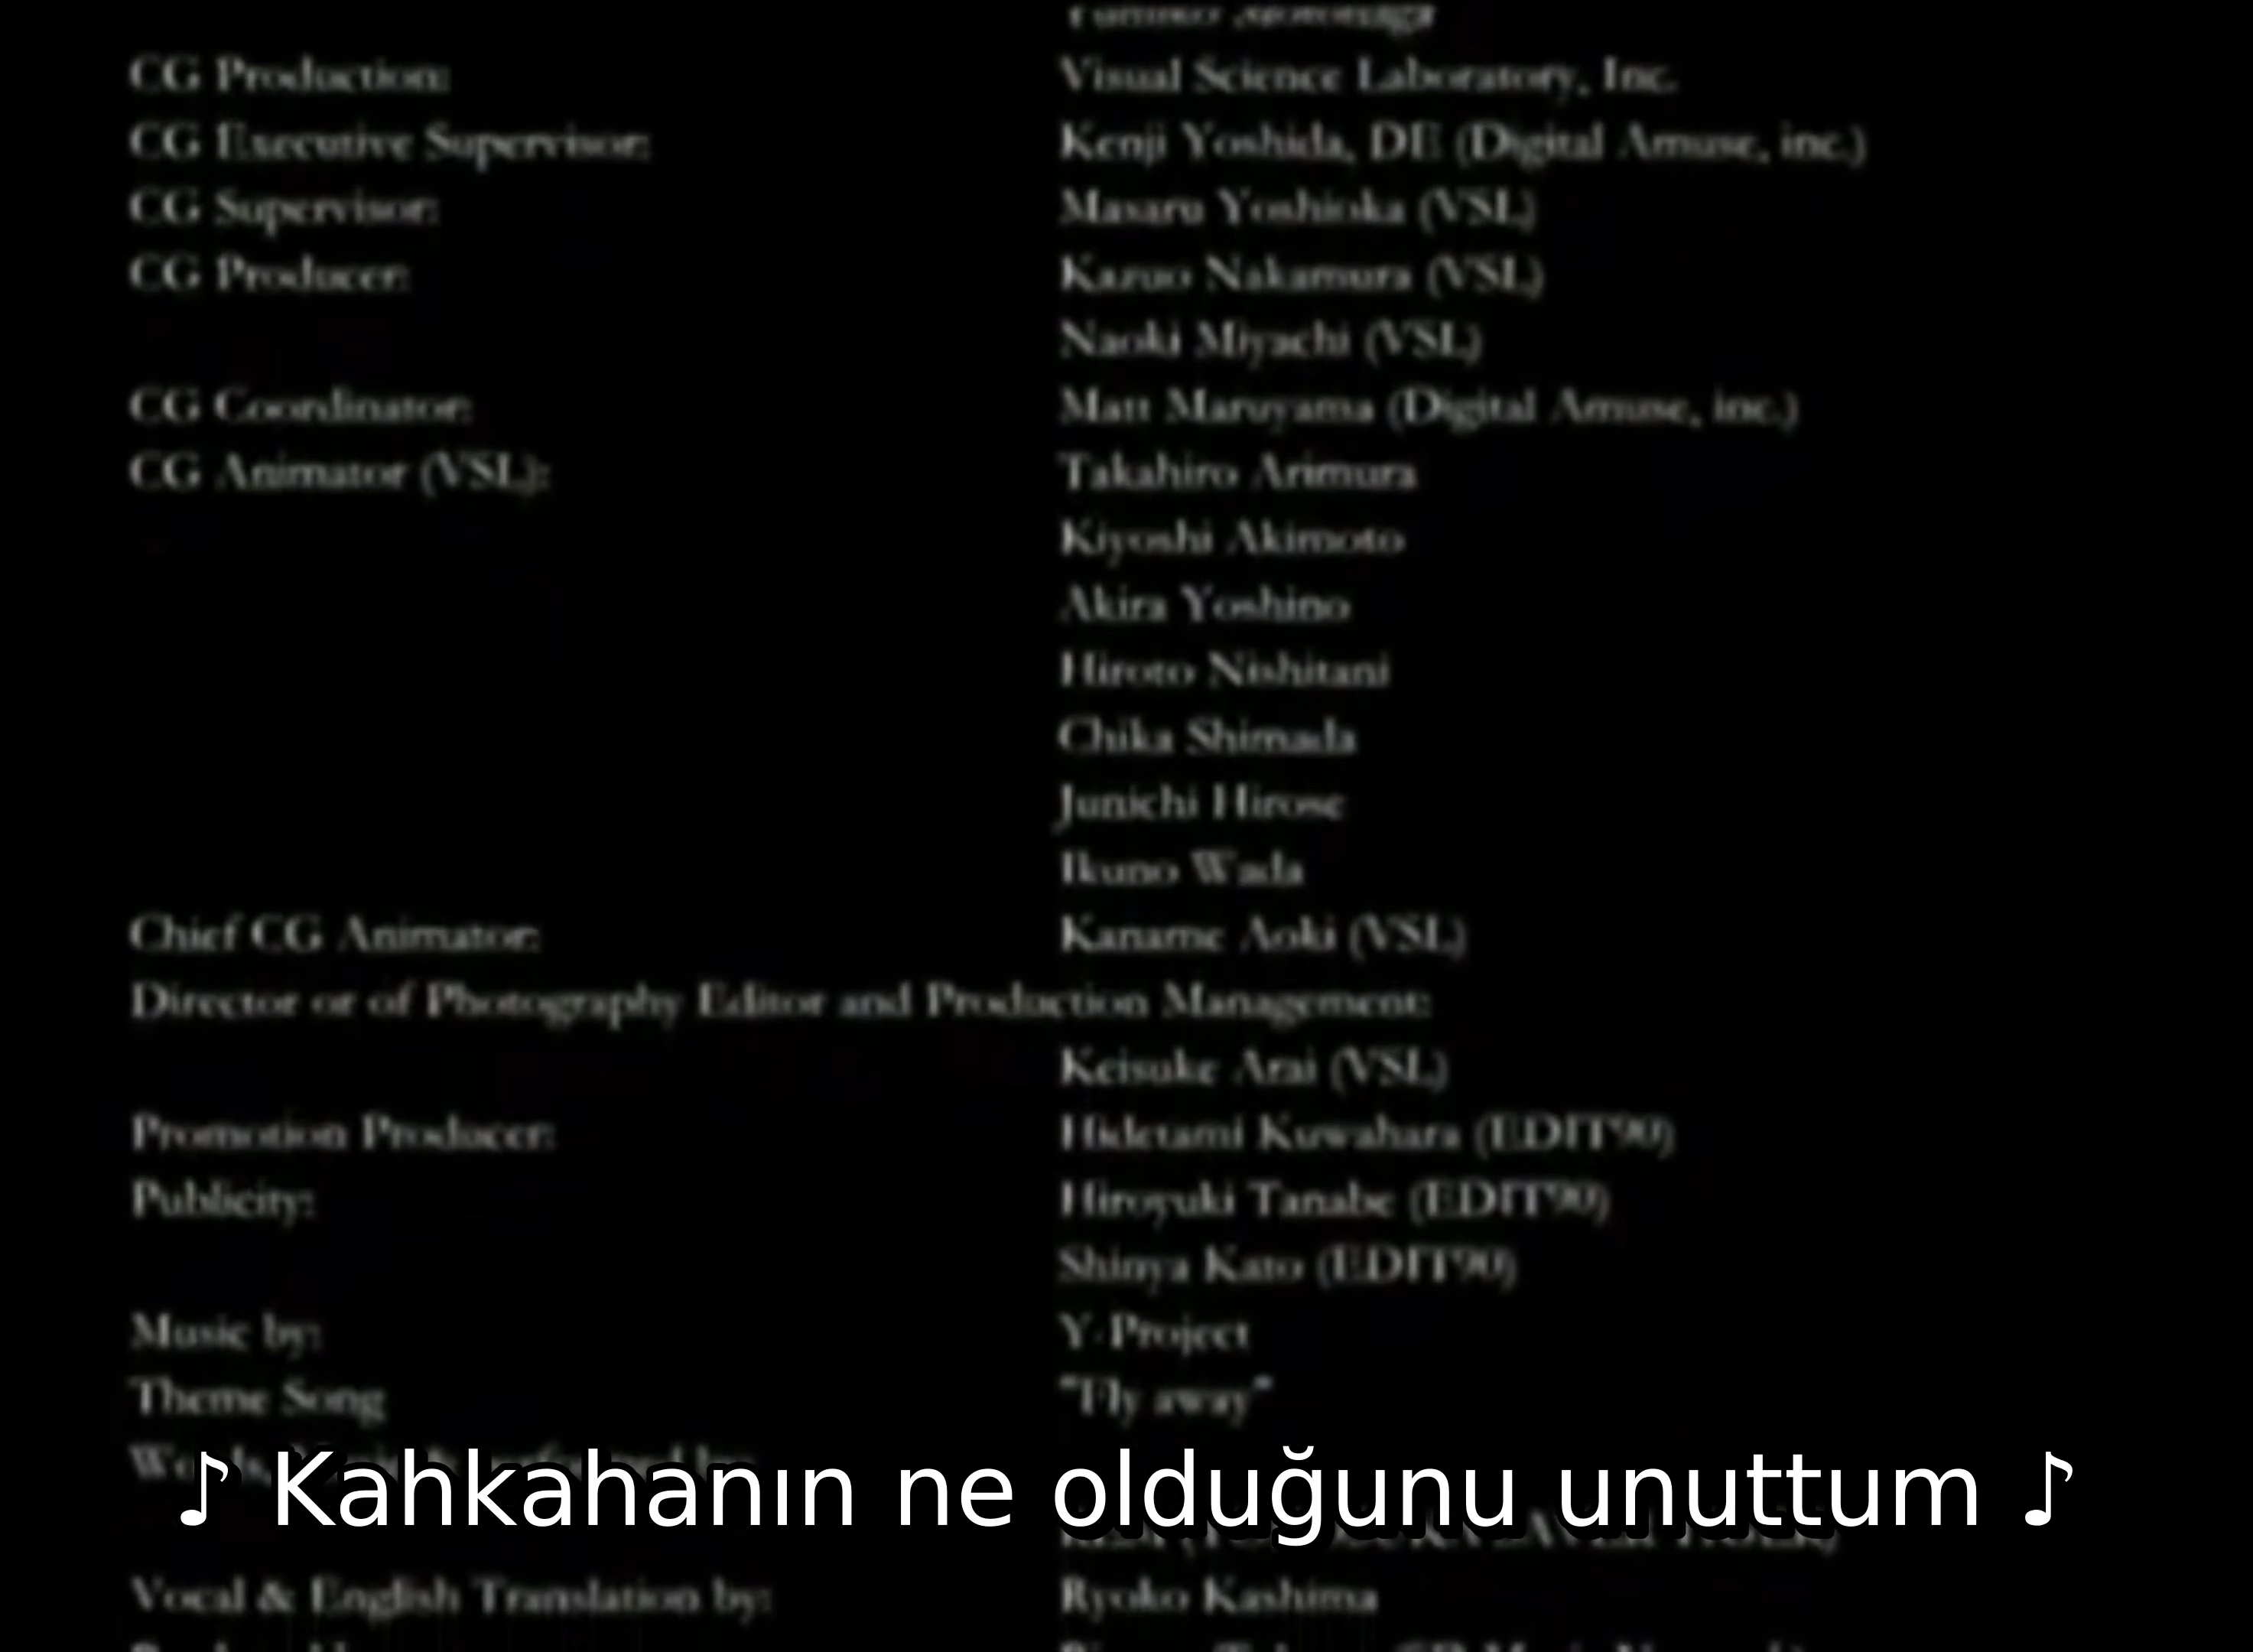 CG Production: Visual Science Laboratory, Inc.
CG Executive Supervisor: Kenji Yoshida, DE (Digital Amuse, inc.)
CG Supervisor: Masaru Yoshioka (VSL)
CG Producer: Kazuo Nakamura (VSL)
Naoki Miyachi (VSL)
CG Coordinator: Matt Maruyama (Digital Amuse, inc.)
CG Animator (VSL): Takahiro Arimura
Kiyoshi Akimoto
Akira Yoshino
Hiroto Nishitani
Chika Shimada
Junichi Hirose
Ikuno Wada
Chief CG Animator: Kaname Aoki (VSL)
Director or of Photography Editor and Production Management:
Keisuke Arai (VSL)
Promotion Producer: Hidetami Kuwahara (EDIT90)
Publicity: Hiroyuki Tanabe (EDIT90)
Shinya Kato (EDIT90)
Music by: Y-Project
Theme Song "Fly away"
♪ Kahkahanın ne olduğunu unuttum ♪
Vocal & English Translation by: Ryoko Kashima